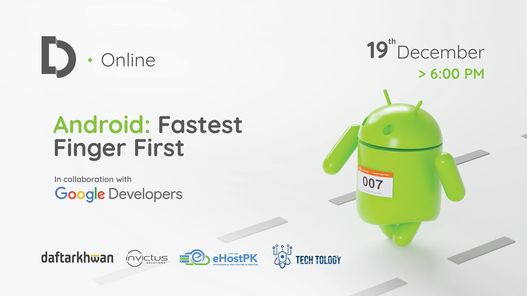 D • Online
19th December
> 6:00 PM
Android: Fastest
Finger First
In collaboration with
Google Developers
007
daftarkhwan
invictus
SOLUTIONS
eHostPK
TECH TOLOGY